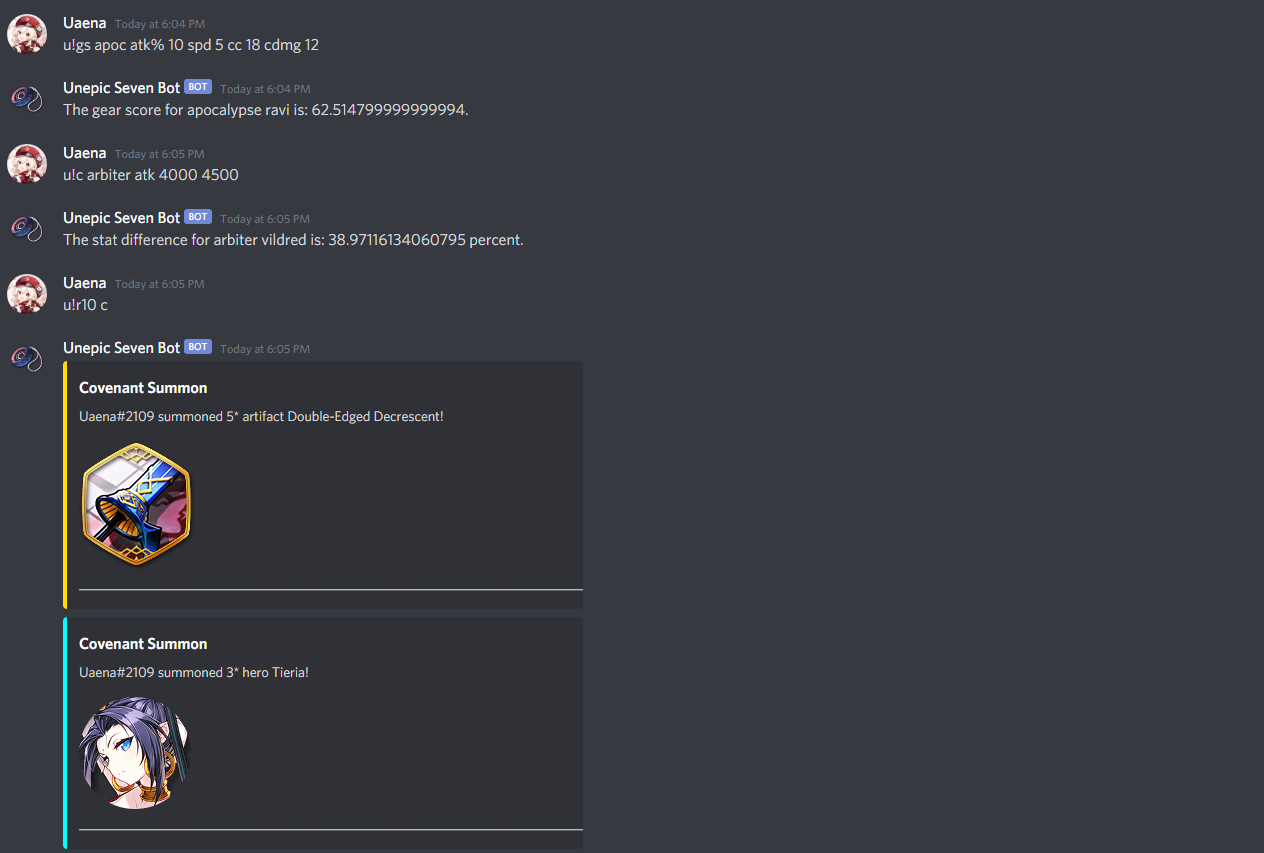 Uaena Today at 6:04 PM
u!gs apoc atk% 10 spd 5 cc 18 cdmg 12
Unepic Seven Bot BOT Today at 6:04 PM
The gear score for apocalypse ravi is: 62.514799999999994.
Uaena Today at 6:05 PM
u!c arbiter atk 4000 4500
Unepic Seven Bot BOT Today at 6:05 PM
The stat difference for arbiter vildred is: 38.97116134060795 percent.
Uaena Today at 6:05 PM
u!r10 c
Unepic Seven Bot BOT Today at 6:05 PM
Covenant Summon
Uaena#2109 summoned 5* artifact Double-Edged Decrescent!
Covenant Summon
Uaena#2109 summoned 3* hero Tieria!